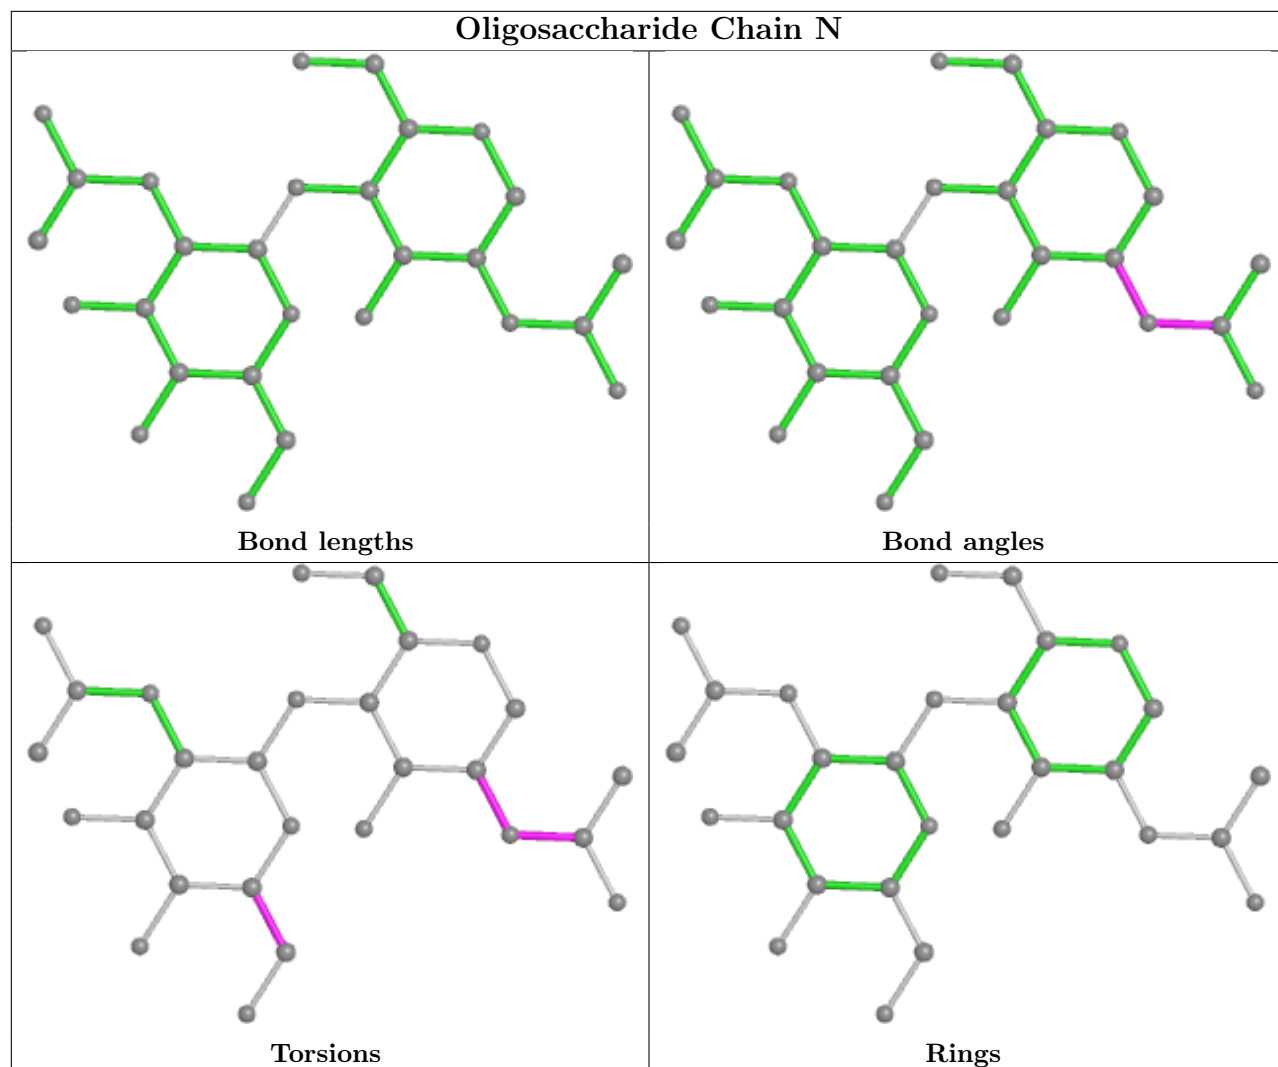 Oligosaccharide Chain N
Bond lengths
Bond angles
Torsions
Rings